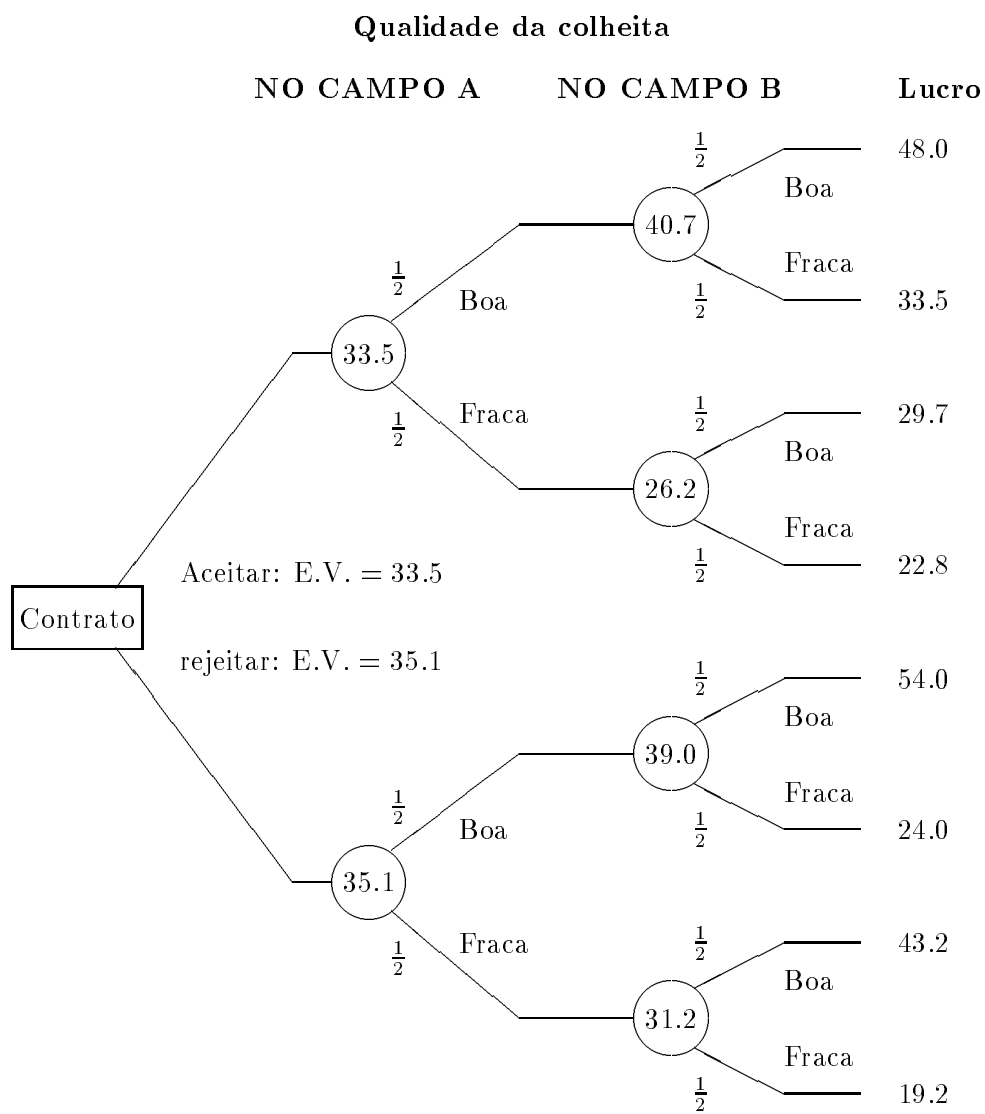 Qualidade da colheita
NO CAMPO A NO CAMPO B Lucro
1/2 48.0
Boa
40.7
Fraca
1/2 Boa 1/2 33.5
33.5
1/2 Fraca 1/2 29.7
Boa
26.2
Fraca
1/2 22.8
Aceitar: E.V. = 33.5
Contrato
rejeitar: E.V. = 35.1
1/2 54.0
Boa
39.0
Fraca
1/2 Boa 1/2 24.0
35.1
1/2 Fraca 1/2 43.2
Boa
31.2
Fraca
1/2 19.2